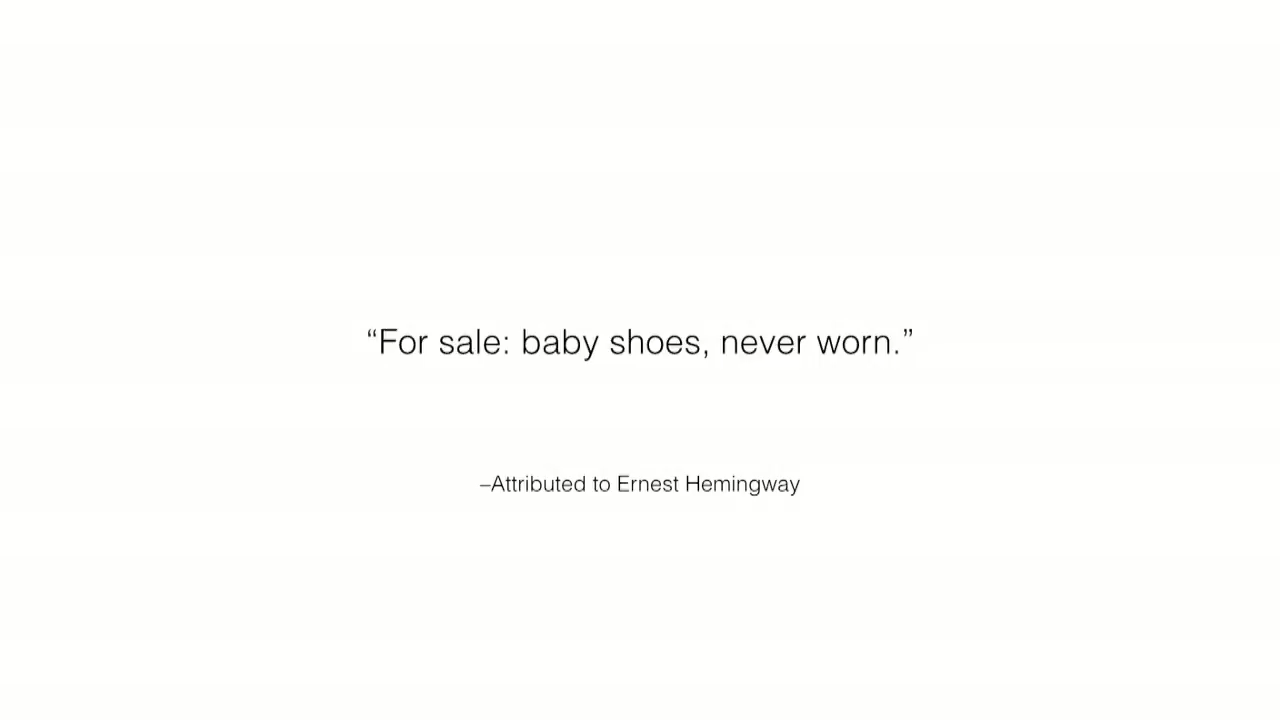 “For sale: baby shoes, never worn.”
–Attributed to Ernest Hemingway